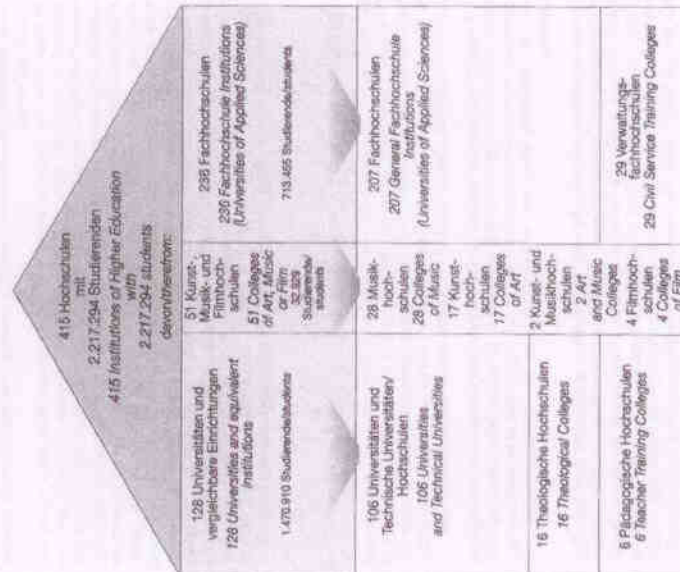 415 Hochschulen
mit
2.217.294 Studierenden
415 Institutions of Higher Education
with
2.217.294 students
davon/therefrom:
128 Universitäten und
vergleichbare Einrichtungen
128 Universities and equivalent
institutions
1.470.910 Studierende/students
51 Kunst-,
Musik- und
Filmhoch-
schulen
51 Colleges
of Art, Music
or Film
32.929
Studierende/
students
236 Fachhochschulen
236 Fachhochschule Institutions
(Universities of Applied Sciences)
713.455 Studierende/students
106 Universitäten und
Technische Universitäten/
Hochschulen
106 Universities
and Technical Universities
16 Theologische Hochschulen
16 Theological Colleges
6 Pädagogische Hochschulen
6 Teacher Training Colleges
28 Musik-
hoch-
schulen
28 Colleges
of Music
17 Kunst-
hoch-
schulen
17 Colleges
of Art
2 Kunst- und
Musikhoch-
schulen
2 Art
and Music
Colleges
4 Filmhoch-
schulen
4 Colleges
of Film
207 Fachhochschulen
207 General Fachhochschule
Institutions
(Universities of Applied Sciences)
29 Verwaltungs-
fachhochschulen
29 Civil Service Training Colleges